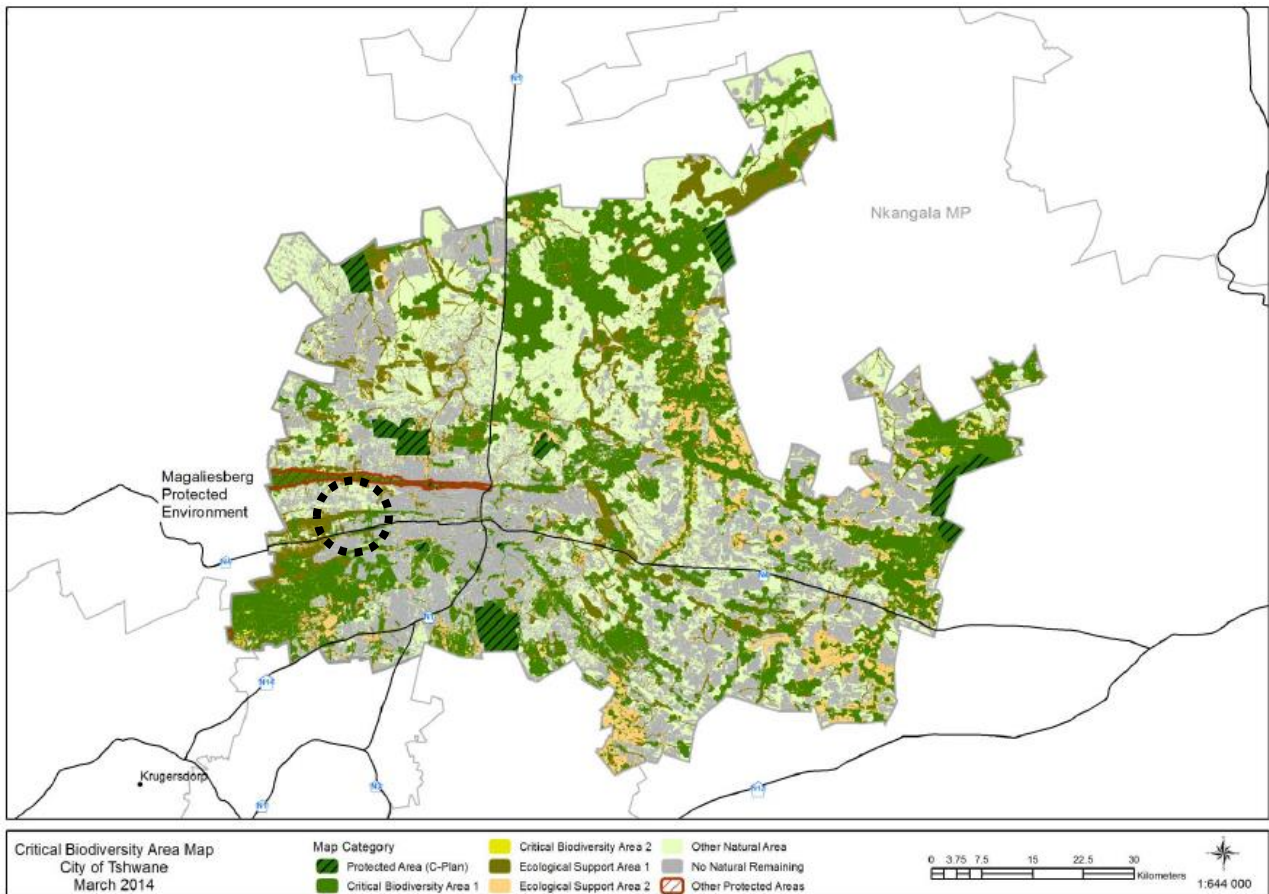 N1
Nkangala MP
Magaliesberg
Protected
Environment
N4
N4
N1
N14
Krugersdorp
N1
N12
Critical Biodiversity Area Map
City of Tshwane
March 2014
Map Category
Protected Area (C-Plan)
Critical Biodiversity Area 1
Critical Biodiversity Area 2
Ecological Support Area 1
Ecological Support Area 2
Other Natural Area
No Natural Remaining
Other Protected Areas
0 3.75 7.5 15 22.5 30
Kilometers
1:644 000